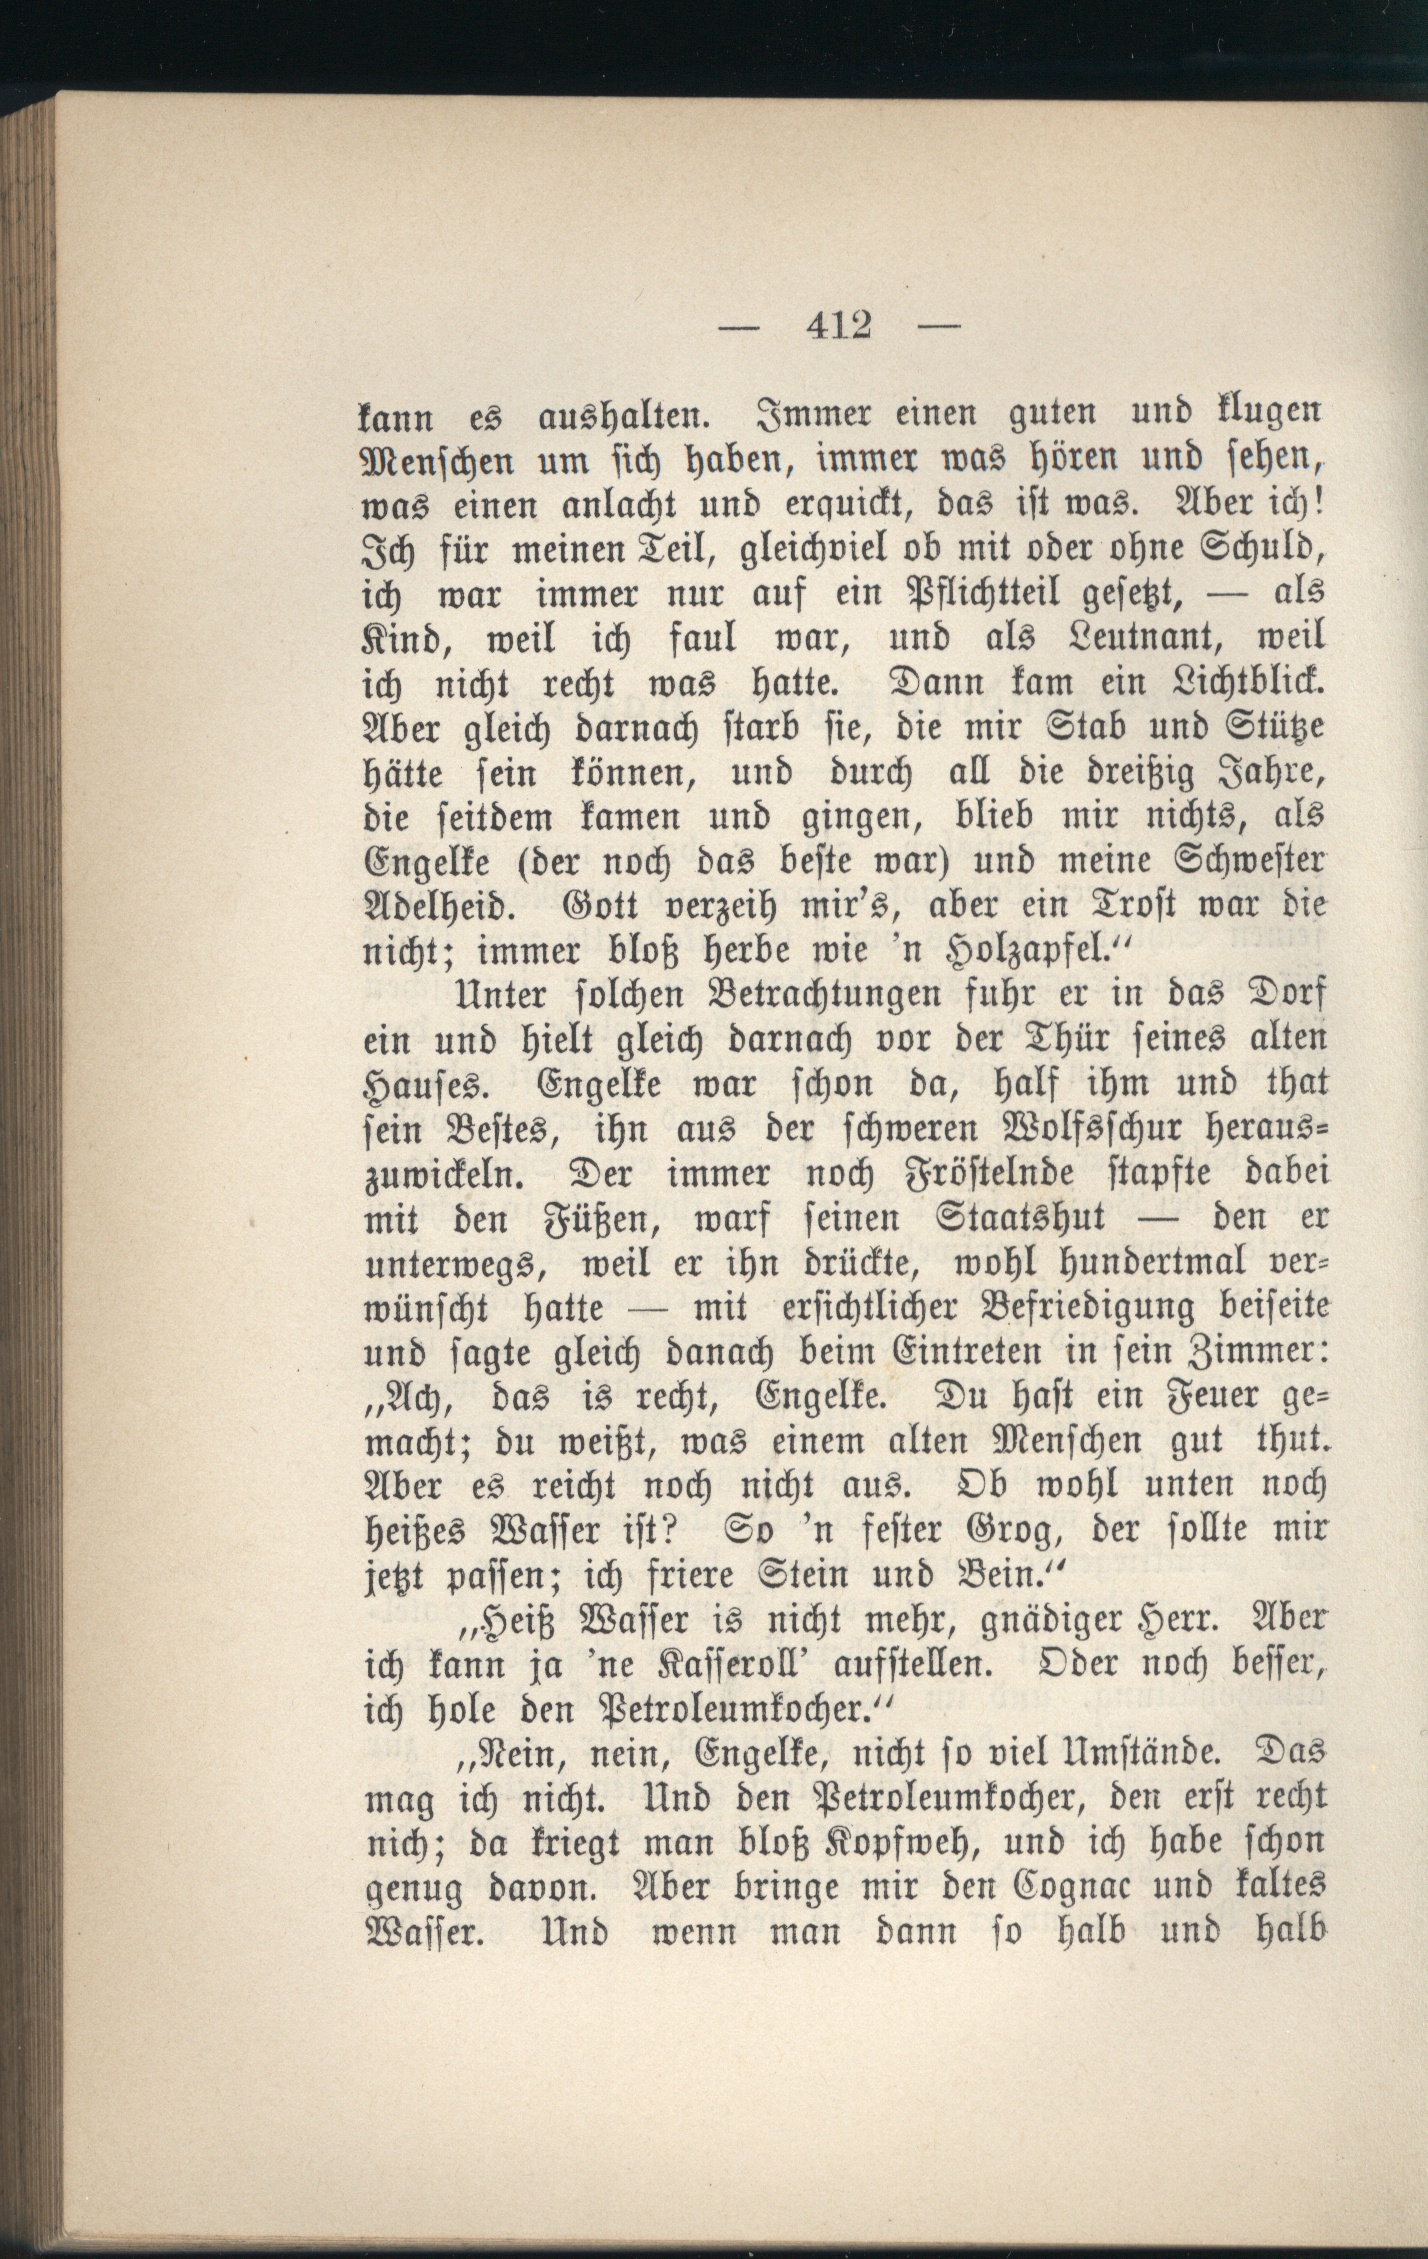 — 412 —
kann es aushalten. Immer einen guten und klugen
Menschen um sich haben, immer was hören und sehen,
was einen anlacht und erquickt, das ist was. Aber ich!
Ich für meinen Teil, gleichviel ob mit oder ohne Schuld,
ich war immer nur auf ein Pflichtteil gesetzt, — als
Kind, weil ich faul war, und als Leutnant, weil
ich nicht recht was hatte. Dann kam ein Lichtblick.
Aber gleich darnach starb sie, die mir Stab und Stütze
hätte sein können, und durch all die dreißig Jahre,
die seitdem kamen und gingen, blieb mir nichts, als
Engelke (der noch das beste war) und meine Schwester
Adelheid. Gott verzeih mir's, aber ein Trost war die
nicht; immer bloß herbe wie 'n Holzapfel.“
Unter solchen Betrachtungen fuhr er in das Dorf
ein und hielt gleich darnach vor der Thür seines alten
Hauses. Engelke war schon da, half ihm und that
sein Bestes, ihn aus der schweren Wolfsschur heraus-
zuwickeln. Der immer noch Fröstelnde stapfte dabei
mit den Füßen, warf seinen Staatshut — den er
unterwegs, weil er ihn drückte, wohl hundertmal ver-
wünscht hatte — mit ersichtlicher Befriedigung beiseite
und sagte gleich danach beim Eintreten in sein Zimmer:
„Ach, das is recht, Engelke. Du hast ein Feuer ge-
macht; du weißt, was einem alten Menschen gut thut.
Aber es reicht noch nicht aus. Ob wohl unten noch
heißes Wasser ist? So 'n fester Grog, der sollte mir
jetzt passen; ich friere Stein und Bein.“
„Heiß Wasser is nicht mehr, gnädiger Herr. Aber
ich kann ja 'ne Kasseroll' aufstellen. Oder noch besser,
ich hole den Petroleumkocher.“
„Nein, nein, Engelke, nicht so viel Umstände. Das
mag ich nicht. Und den Petroleumkocher, den erst recht
nich; da kriegt man bloß Kopfweh, und ich habe schon
genug davon. Aber bringe mir den Cognac und kaltes
Wasser. Und wenn man dann so halb und halb